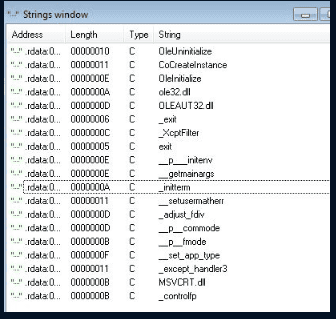 "..." Strings window
Address Length Type String
"..." .rdata:0... 00000010 C OleUninitialize
"..." .rdata:0... 00000011 C CoCreateInstance
"..." .rdata:0... 0000000E C OleInitialize
"..." .rdata:0... 0000000A C ole32.dll
"..." .rdata:0... 0000000D C OLEAUT32.dll
"..." .rdata:0... 00000006 C _exit
"..." .rdata:0... 0000000D C _XcptFilter
"..." .rdata:0... 00000005 C exit
"..." .rdata:0... 0000000E C __p___initenv
"..." .rdata:0... 0000000E C __getmainargs
"..." .rdata:0... 0000000A C _initterm
"..." .rdata:0... 00000011 C __setusermatherr
"..." .rdata:0... 0000000D C _adjust_fdiv
"..." .rdata:0... 0000000D C __p__commode
"..." .rdata:0... 0000000B C __p__fmode
"..." .rdata:0... 0000000F C __set_app_type
"..." .rdata:0... 00000011 C _except_handler3
"..." .rdata:0... 0000000B C MSVCRT.dll
"..." .rdata:0... 0000000B C _controlfp